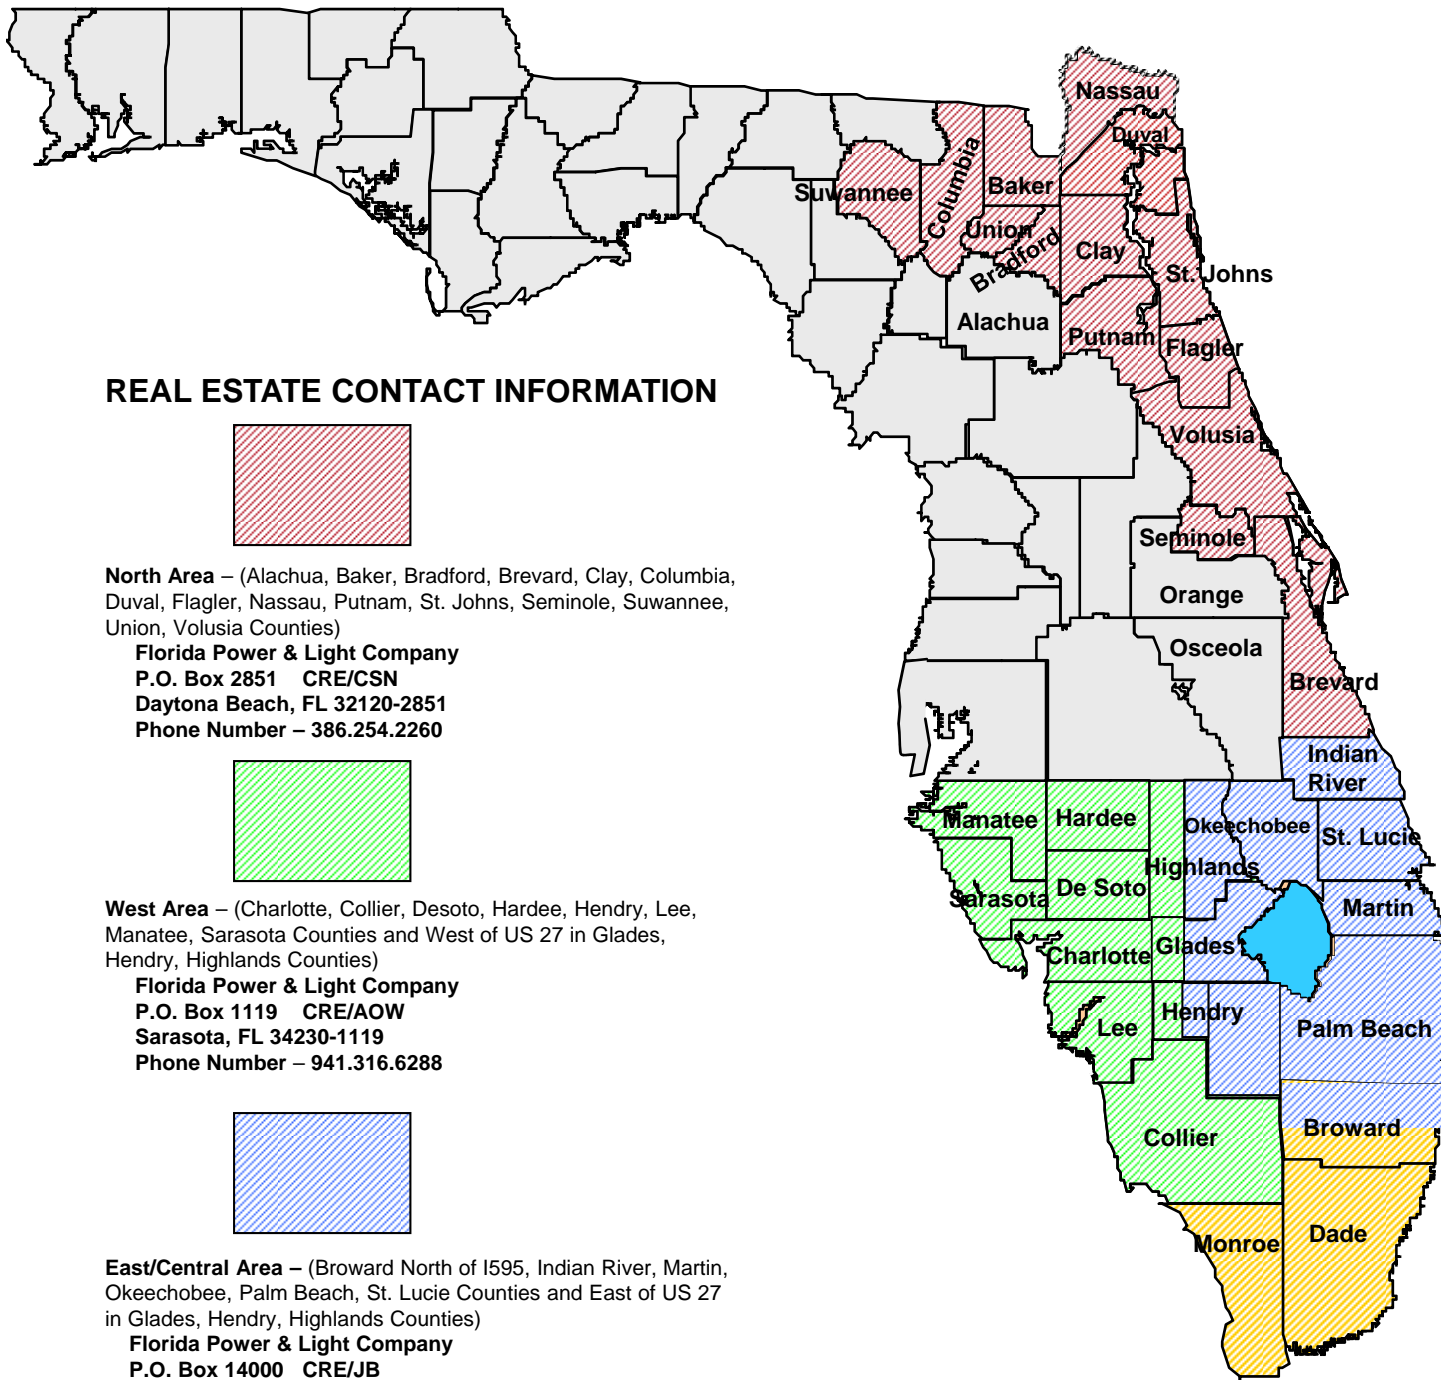 Nassau
Duval
Columbia
Suwannee
Baker
Union
Bradford
Clay
St. Johns
Alachua
Putnam
Flagler
REAL ESTATE CONTACT INFORMATION
Volusia
Seminole
North Area – (Alachua, Baker, Bradford, Brevard, Clay, Columbia,
Duval, Flagler, Nassau, Putnam, St. Johns, Seminole, Suwannee,
Union, Volusia Counties)
Florida Power & Light Company
P.O. Box 2851 CRE/CSN
Daytona Beach, FL 32120-2851
Phone Number – 386.254.2260
Orange
Osceola
Brevard
Indian
River
Manatee
Hardee
Okeechobee
St. Lucie
Highlands
De Soto
Sarasota
Martin
Charlotte
Glades
West Area – (Charlotte, Collier, Desoto, Hardee, Hendry, Lee,
Manatee, Sarasota Counties and West of US 27 in Glades,
Hendry, Highlands Counties)
Florida Power & Light Company
P.O. Box 1119 CRE/AOW
Sarasota, FL 34230-1119
Phone Number – 941.316.6288
Hendry
Lee
Palm Beach
Collier
Broward
Monroe
Dade
East/Central Area – (Broward North of I595, Indian River, Martin,
Okeechobee, Palm Beach, St. Lucie Counties and East of US 27
in Glades, Hendry, Highlands Counties)
Florida Power & Light Company
P.O. Box 14000 CRE/JB